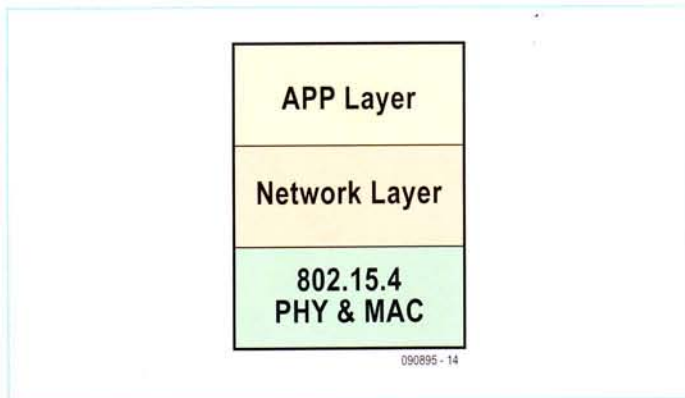 APP Layer
Network Layer
802.15.4
PHY & MAC
090895 - 14